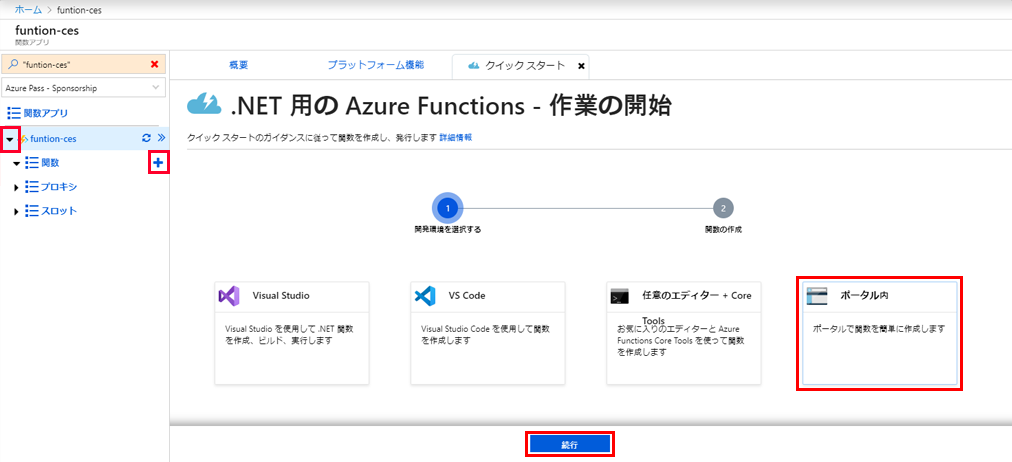 ホーム > funtion-ces
funtion-ces
関数アプリ
"funtion-ces"
Azure Pass - Sponsorship
関数アプリ
funtion-ces
関数
プロキシ
スロット
概要 プラットフォーム機能 クイック スタート
.NET 用の Azure Functions - 作業の開始
クイック スタートのガイダンスに従って関数を作成し、発行します 詳細情報
1 2
開発環境を選択する 関数の作成
Visual Studio
Visual Studio を使用して .NET 関数
を作成、ビルド、実行します
VS Code
Visual Studio Code を使用して関数
を作成します
任意のエディター + Core
Tools
お気に入りのエディターと Azure
Functions Core Tools を使って関数
を作成します
ポータル内
ポータルで関数を簡単に作成します
続行